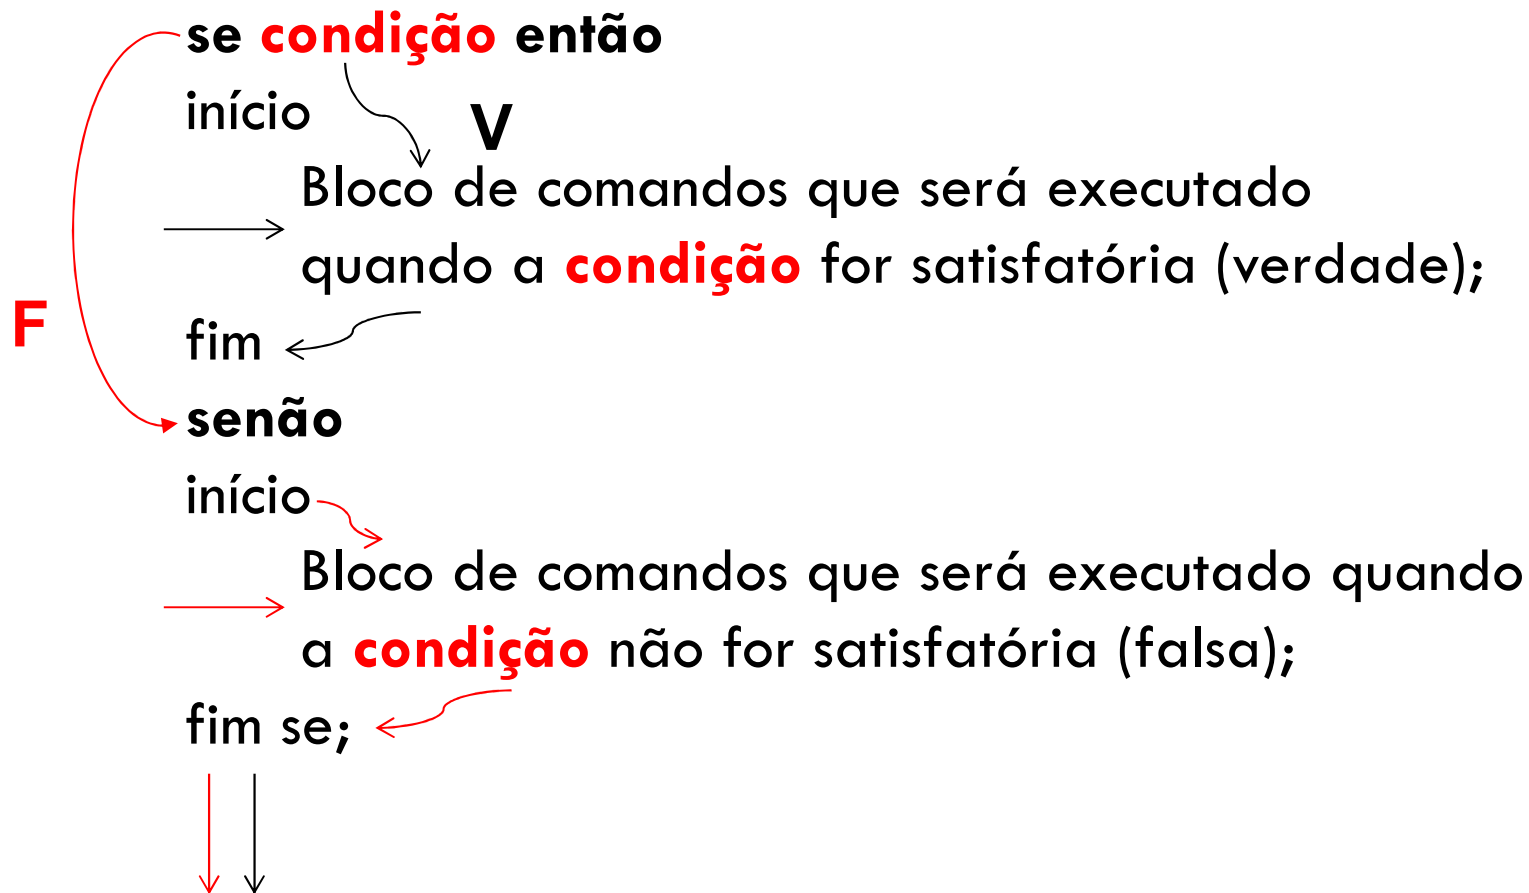 se condição então
início
V
Bloco de comandos que será executado
quando a condição for satisfatória (verdade);
F
fim
senão
início
Bloco de comandos que será executado quando
a condição não for satisfatória (falsa);
fim se;